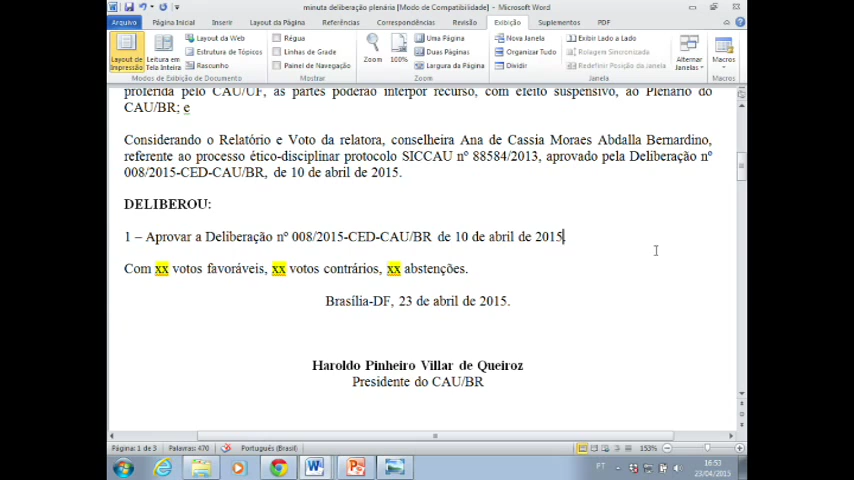 minuta deliberação plenária [Modo de Compatibilidade] - Microsoft Word
Arquivo Página Inicial Inserir Layout da Página Referências Correspondências Revisão Exibição Suplementos PDF
Layout de Impressão
Leitura em Tela Inteira
Layout da Web
Estrutura de Tópicos
Rascunho
Modos de Exibição de Documento
Régua
Linhas de Grade
Painel de Navegação
Mostrar
Zoom
100%
Uma Página
Duas Páginas
Largura da Página
Zoom
Nova Janela
Organizar Tudo
Dividir
Exibir Lado a Lado
Rolagem Sincronizada
Redefinir Posição da Janela
Alternar Janelas
Janela
Macros
Macros
proferida pelo CAU/UF, as partes poderão interpor recurso, com efeito suspensivo, ao Plenário do
CAU/BR; e
Considerando o Relatório e Voto da relatora, conselheira Ana de Cassia Moraes Abdalla Bernardino,
referente ao processo ético-disciplinar protocolo SICCAU nº 88584/2013, aprovado pela Deliberação nº
008/2015-CED-CAU/BR, de 10 de abril de 2015.
DELIBEROU:
1 – Aprovar a Deliberação nº 008/2015-CED-CAU/BR de 10 de abril de 2015
Com xx votos favoráveis, xx votos contrários, xx abstenções.
Brasília-DF, 23 de abril de 2015.
Haroldo Pinheiro Villar de Queiroz
Presidente do CAU/BR
Página: 1 de 3 Palavras: 470 Português (Brasil) 153%
PT
16:53
23/04/2015